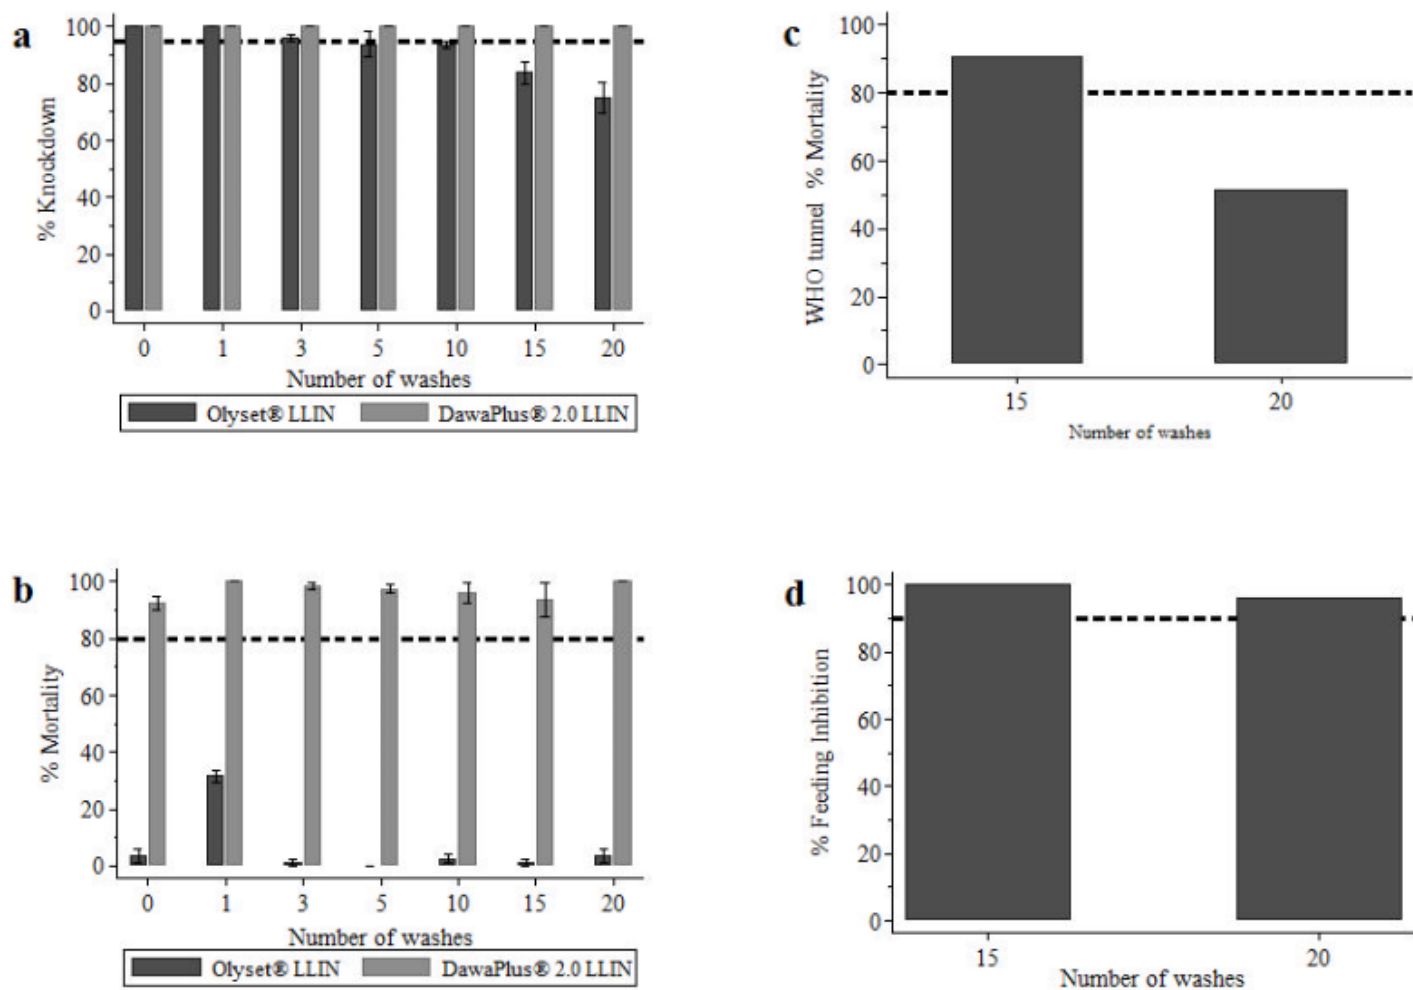 a
100
80
60
40
20
0
% Knockdown
0 1 3 5 10 15 20
Number of washes
Olyset® LLIN DawaPlus® 2.0 LLIN
c
100
80
60
40
20
0
WHO tunnel % Mortality
15 20
Number of washes
b
100
80
60
40
20
0
% Mortality
0 1 3 5 10 15 20
Number of washes
Olyset® LLIN DawaPlus® 2.0 LLIN
d
100
80
60
40
20
0
% Feeding Inhibition
15 20
Number of washes